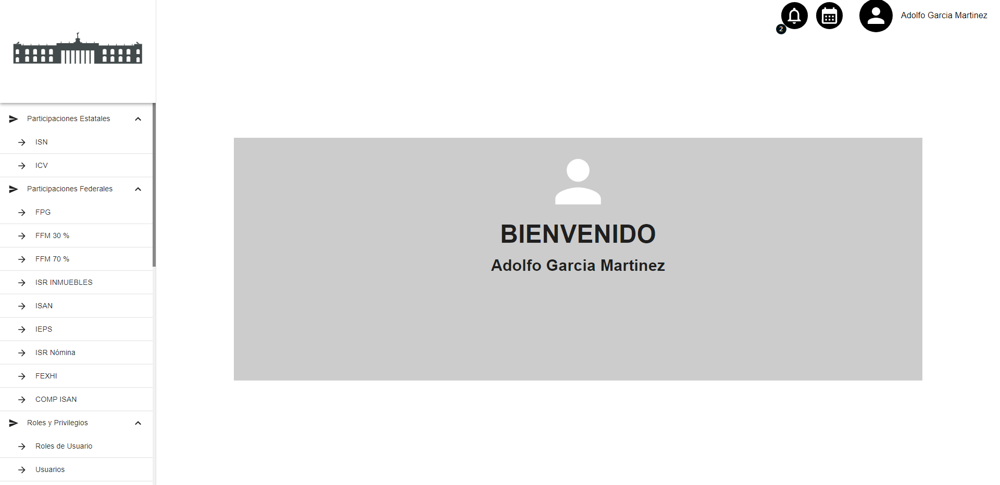 2
Adolfo Garcia Martinez
Participaciones Estatales
ISN
ICV
Participaciones Federales
FPG
FFM 30 %
FFM 70 %
ISR INMUEBLES
ISAN
IEPS
ISR Nómina
FEXHI
COMP ISAN
Roles y Privilegios
Roles de Usuario
Usuarios
BIENVENIDO
Adolfo Garcia Martinez